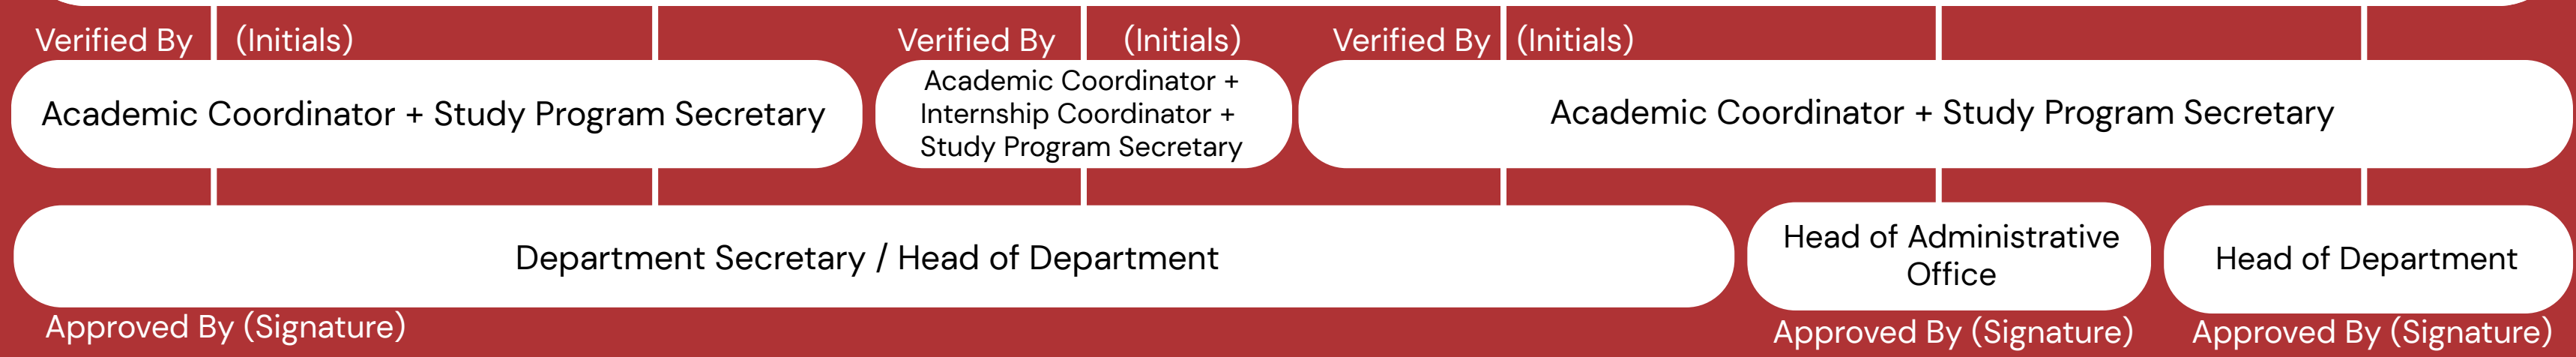 Verified By (Initials)
Verified By (Initials)
Verified By (Initials)
Academic Coordinator + Study Program Secretary
Academic Coordinator +
Internship Coordinator +
Study Program Secretary
Academic Coordinator + Study Program Secretary
Department Secretary / Head of Department
Head of Administrative
Office
Head of Department
Approved By (Signature)
Approved By (Signature)
Approved By (Signature)